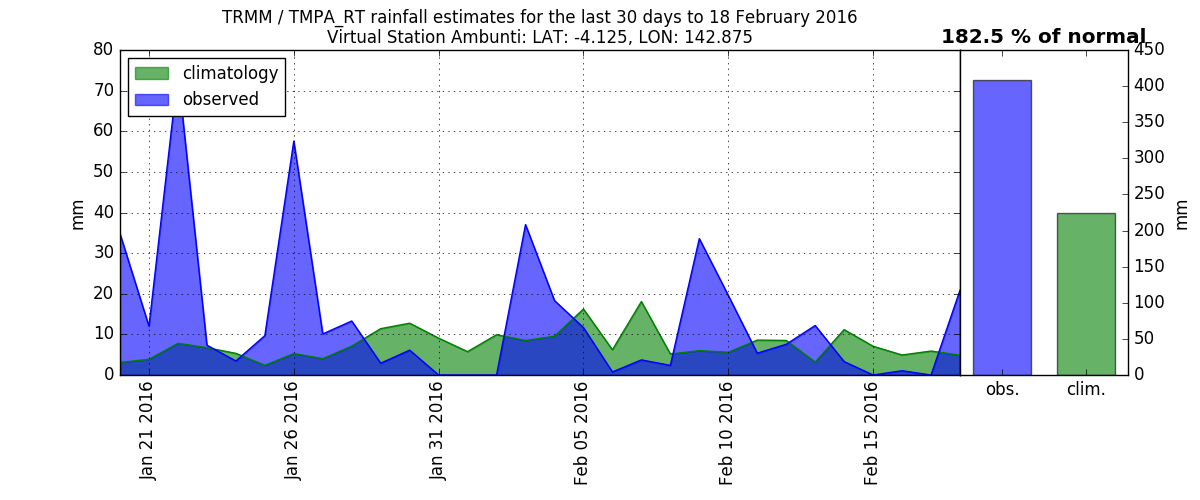 TRMM / TMPA_RT rainfall estimates for the last 30 days to 18 February 2016
Virtual Station Ambunti: LAT: -4.125, LON: 142.875
182.5 % of normal
climatology
observed
80
70
60
50
40
30
20
10
0
mm
Jan 21 2016
Jan 26 2016
Jan 31 2016
Feb 05 2016
Feb 10 2016
Feb 15 2016
450
400
350
300
250
200
150
100
50
0
mm
obs.
clim.